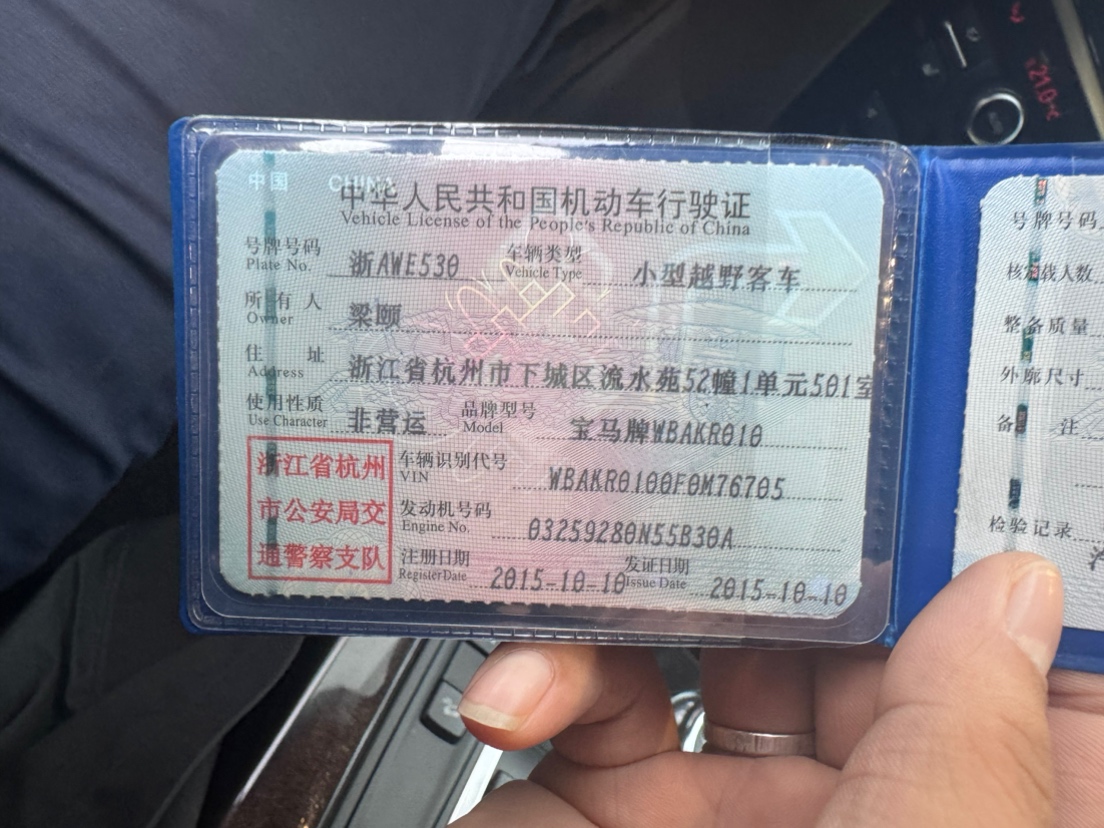 中国 CHINA
中华人民共和国机动车行驶证
Vehicle License of the People's Republic of China
号牌号码 浙AWE530 车辆类型 小型越野客车
Plate No. Vehicle Type
所有人 梁颐
Owner
住址 浙江省杭州市下城区流水苑52幢1单元501室
Address
使用性质 非营运 品牌型号 宝马牌WBAKR010
Use Character Model
浙江省杭州
市公安局交
通警察支队
车辆识别代号 WBAKR0100F0M76705
VIN
发动机号码 03259280N55B30A
Engine No.
注册日期 2015-10-10 发证日期 2015-10-10
Register Date Issue Date
号牌号码
核定载人数
整备质量
外廓尺寸
备注
检验记录
21.0°C